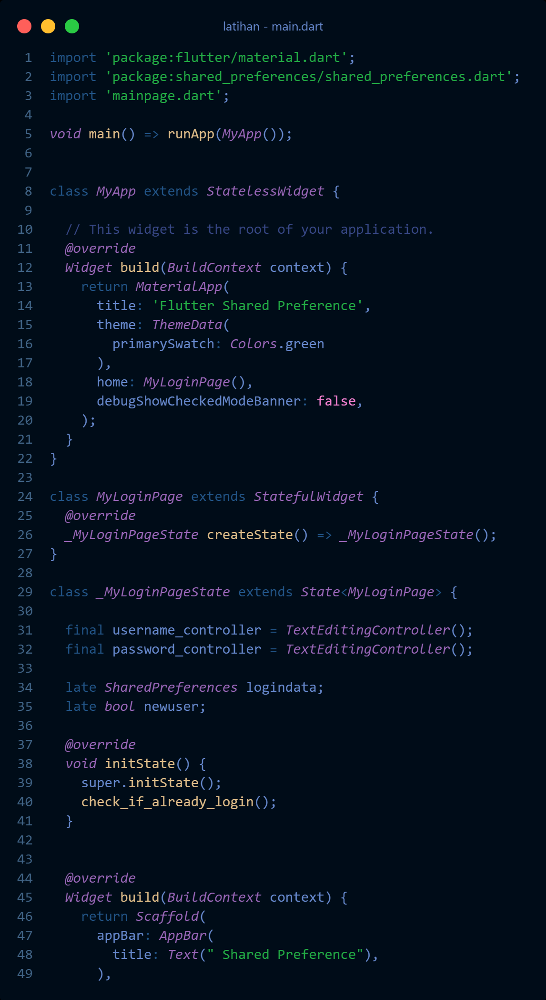 latihan - main.dart
1 import 'package:flutter/material.dart';
2 import 'package:shared_preferences/shared_preferences.dart';
3 import 'mainpage.dart';
4
5 void main() => runApp(MyApp());
6
7
8 class MyApp extends StatelessWidget {
9
10   // This widget is the root of your application.
11   @override
12   Widget build(BuildContext context) {
13     return MaterialApp(
14       title: 'Flutter Shared Preference',
15       theme: ThemeData(
16         primarySwatch: Colors.green
17       ),
18       home: MyLoginPage(),
19       debugShowCheckedModeBanner: false,
20     );
21   }
22 }
23
24 class MyLoginPage extends StatefulWidget {
25   @override
26   _MyLoginPageState createState() => _MyLoginPageState();
27 }
28
29 class _MyLoginPageState extends State<MyLoginPage> {
30
31   final username_controller = TextEditingController();
32   final password_controller = TextEditingController();
33
34   late SharedPreferences logindata;
35   late bool newuser;
36
37   @override
38   void initState() {
39     super.initState();
40     check_if_already_login();
41   }
42
43
44   @override
45   Widget build(BuildContext context) {
46     return Scaffold(
47       appBar: AppBar(
48         title: Text(" Shared Preference"),
49       ),